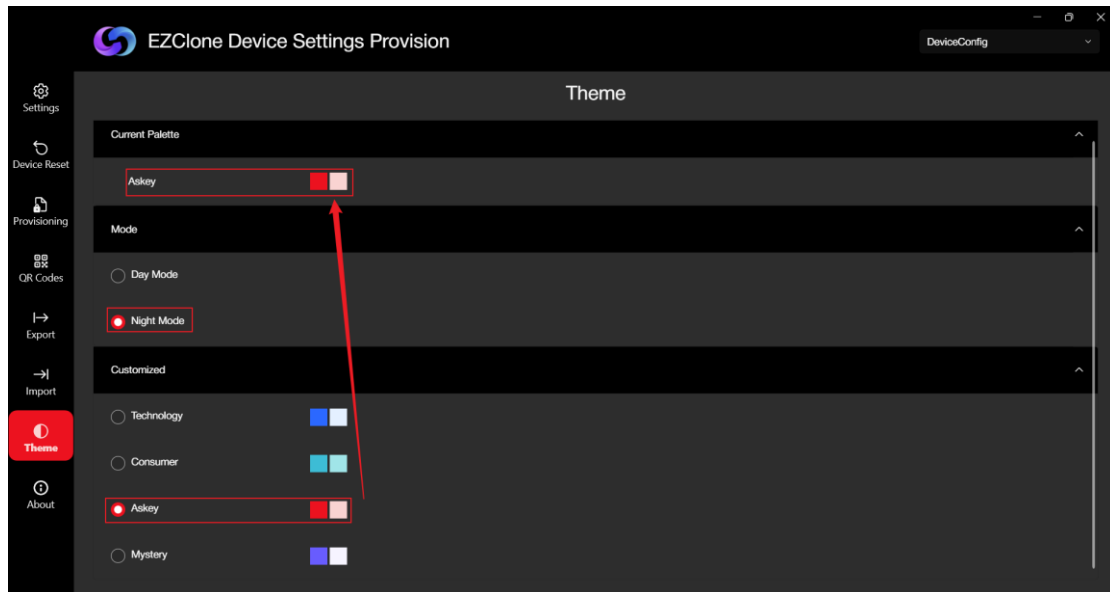 EZClone Device Settings Provision
DeviceConfig
Settings
Device Reset
Provisioning
QR Codes
Export
Import
Theme
About
Theme
Current Palette
Askey
Mode
Day Mode
Night Mode
Customized
Technology
Consumer
Askey
Mystery